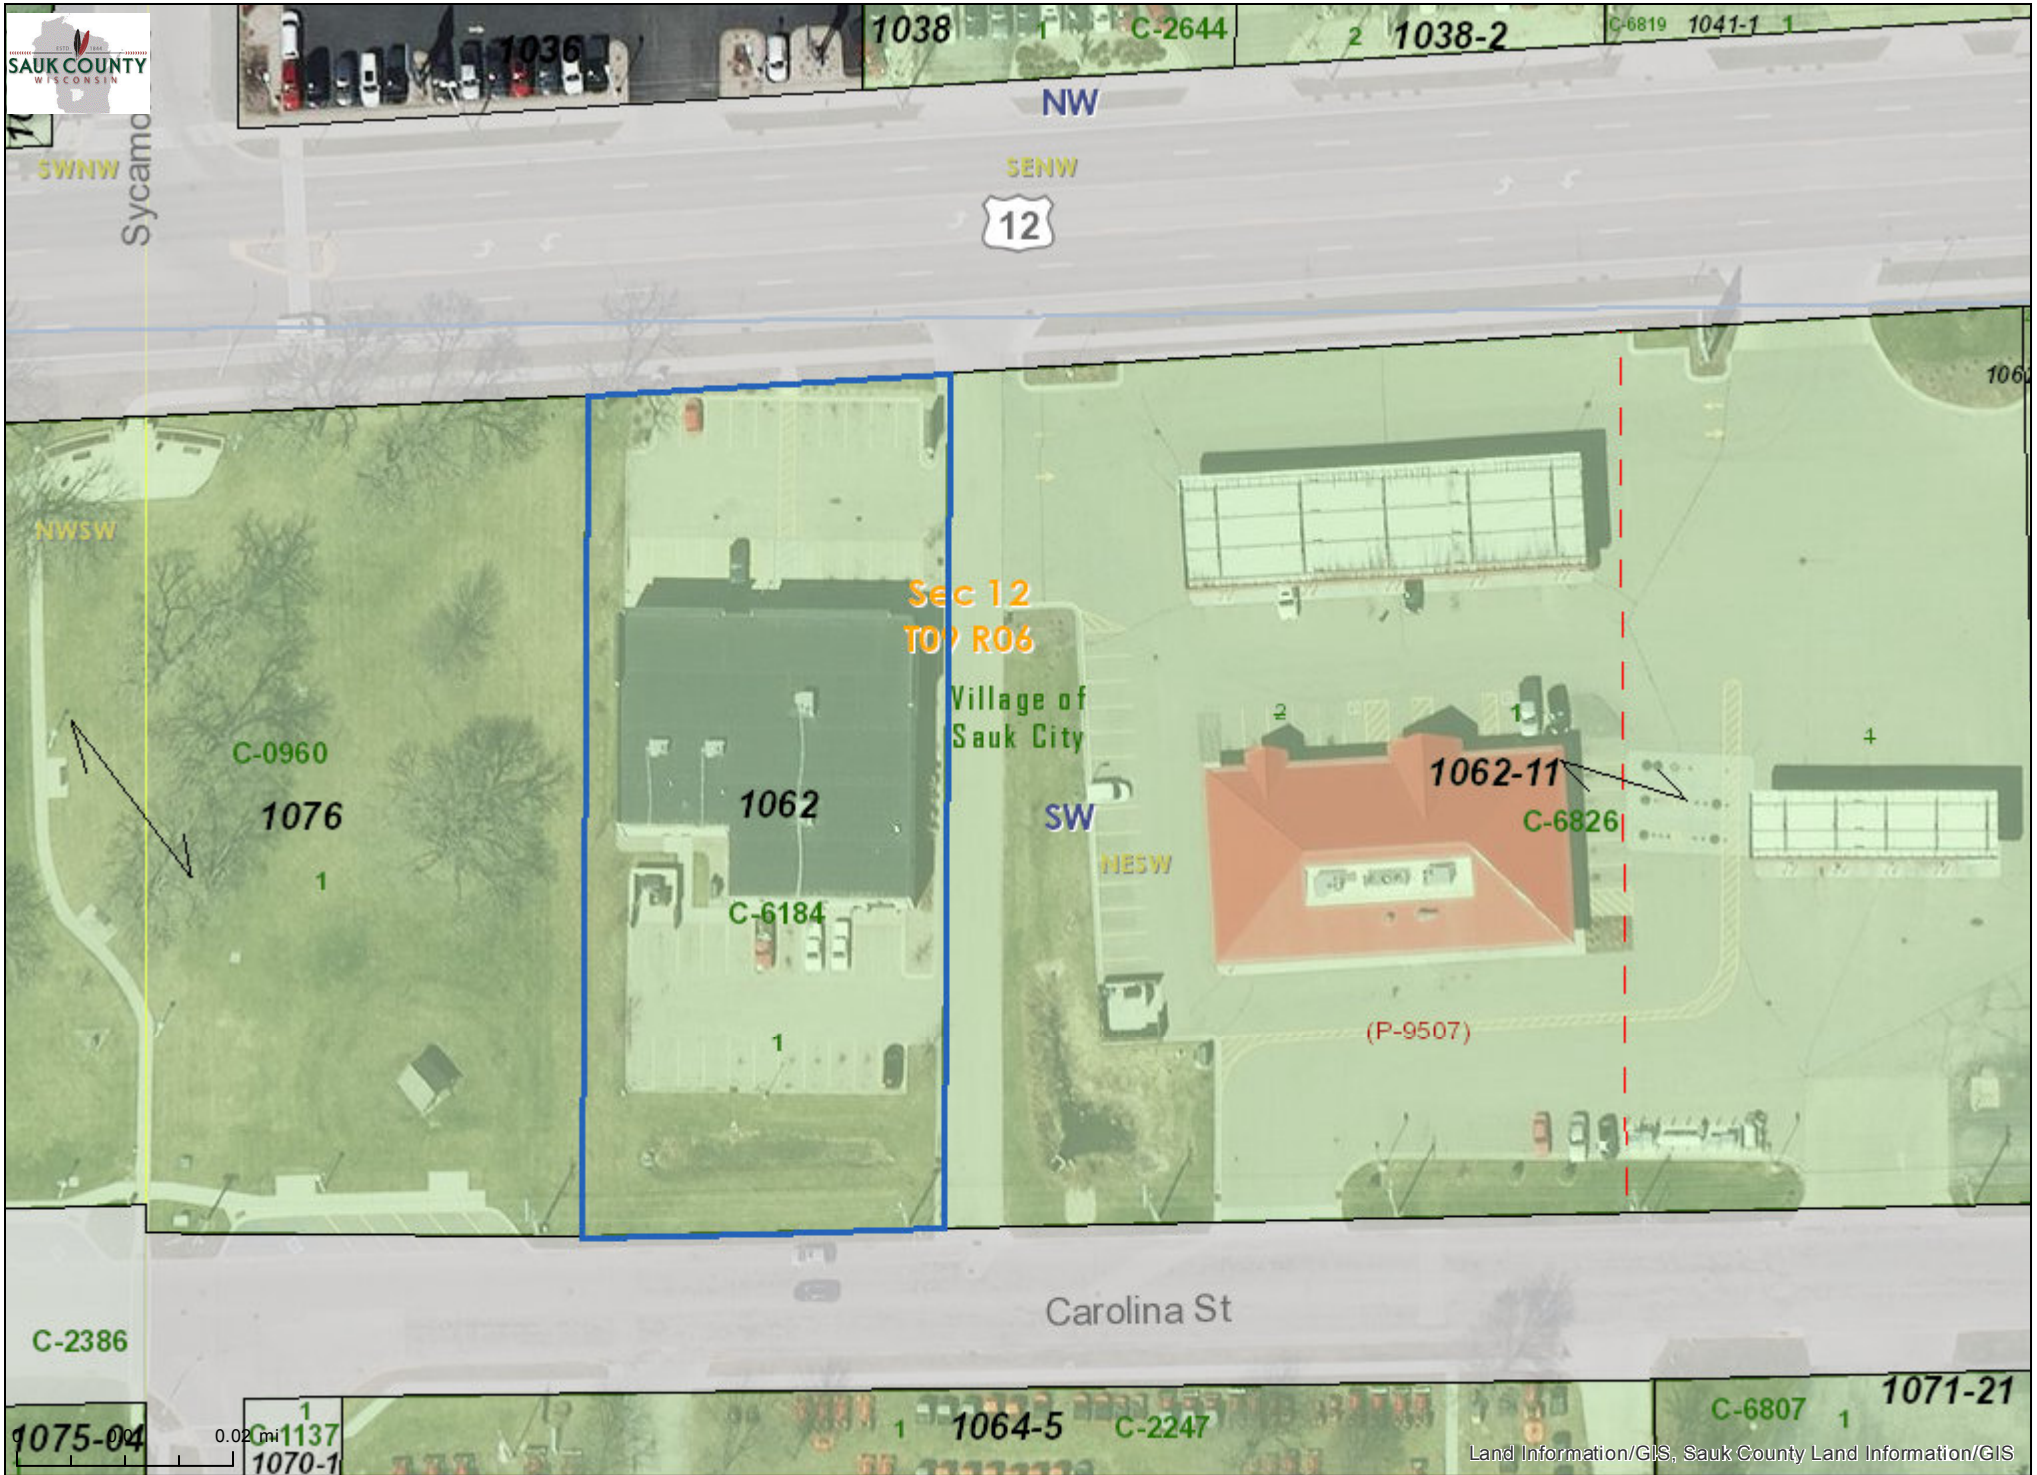 ESTD 1844
SAUK COUNTY
WISCONSIN
1036
1038
1
C-2644
2
1038-2
C-6819
1041-1
1
NW
SWNW
SENW
12
Sycamo
106
NWSW
Sec 12
T09 R06
Village of
Sauk City
C-0960
1076
1
1062
C-6184
1
SW
NESW
2
1
1062-11
C-6826
4
(P-9507)
Carolina St
C-2386
1075-04
0.02 mi
1
C-1137
1070-1
1
1064-5
C-2247
C-6807
1
1071-21
Land Information/GIS, Sauk County Land Information/GIS